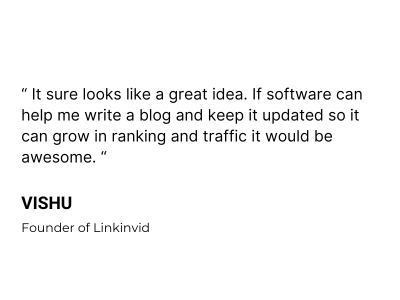 “ It sure looks like a great idea. If software can
help me write a blog and keep it updated so it
can grow in ranking and traffic it would be
awesome. “
VISHU
Founder of Linkinvid